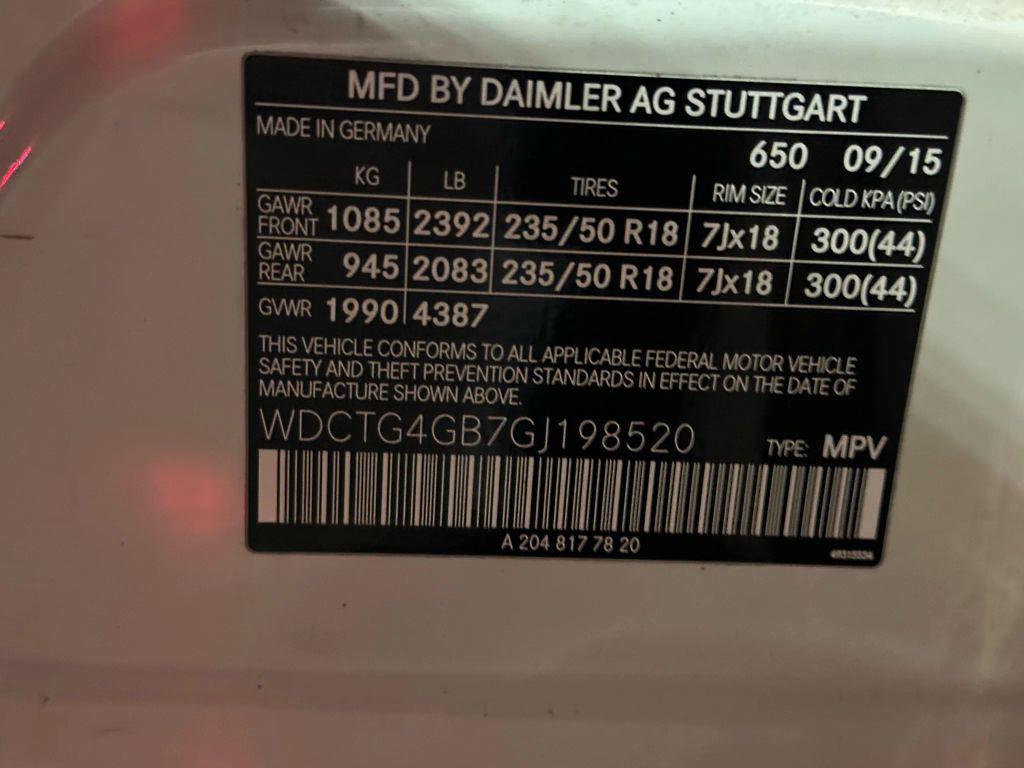 MFD BY DAIMLER AG STUTTGART
MADE IN GERMANY
650 09/15
KG LB TIRES RIM SIZE COLD KPA (PSI)
GAWR FRONT 1085 2392 235/50 R18 7Jx18 300(44)
GAWR REAR 945 2083 235/50 R18 7Jx18 300(44)
GVWR 1990 4387
THIS VEHICLE CONFORMS TO ALL APPLICABLE FEDERAL MOTOR VEHICLE
SAFETY AND THEFT PREVENTION STANDARDS IN EFFECT ON THE DATE OF
MANUFACTURE SHOWN ABOVE.
WDCTG4GB7GJ198520 TYPE: MPV
A 204 817 78 20